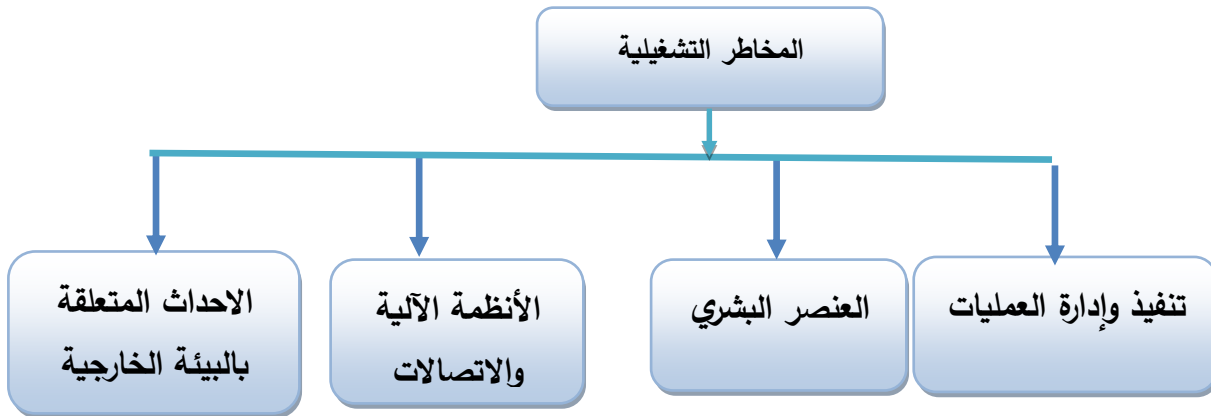 المخاطر التشغيلية
تنفيذ وإدارة العمليات
العنصر البشري
الأنظمة الآلية
والاتصالات
الاحداث المتعلقة
بالبيئة الخارجية